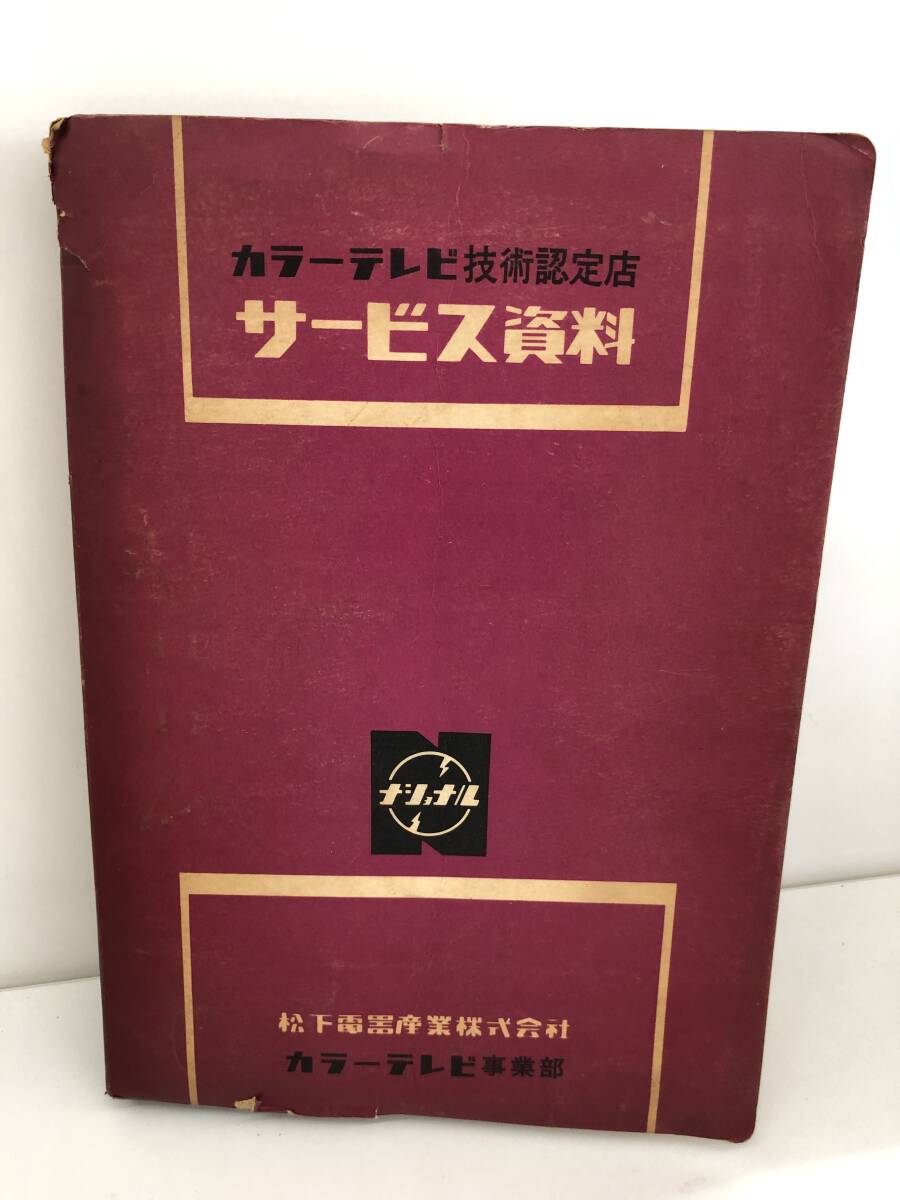 カラーテレビ技術認定店
サービス資料
ナショナル
松下電器産業株式会社
カラーテレビ事業部